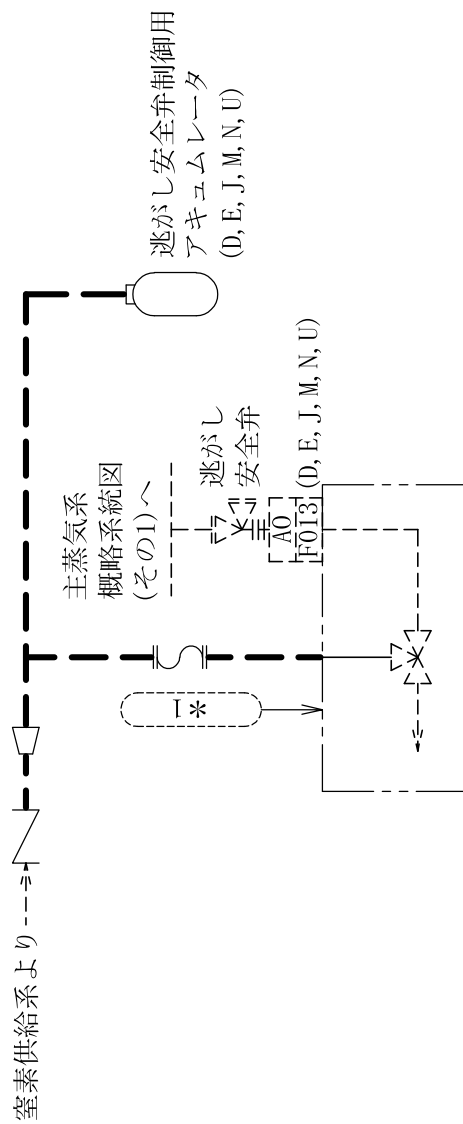 窒素供給系より
主蒸気系
概略系統図
(その1)へ
逃がし
安全弁
(D, E, J, M, N, U)
AO
F013
*1
逃がし安全弁制御用
アキュムレータ
(D, E, J, M, N, U)